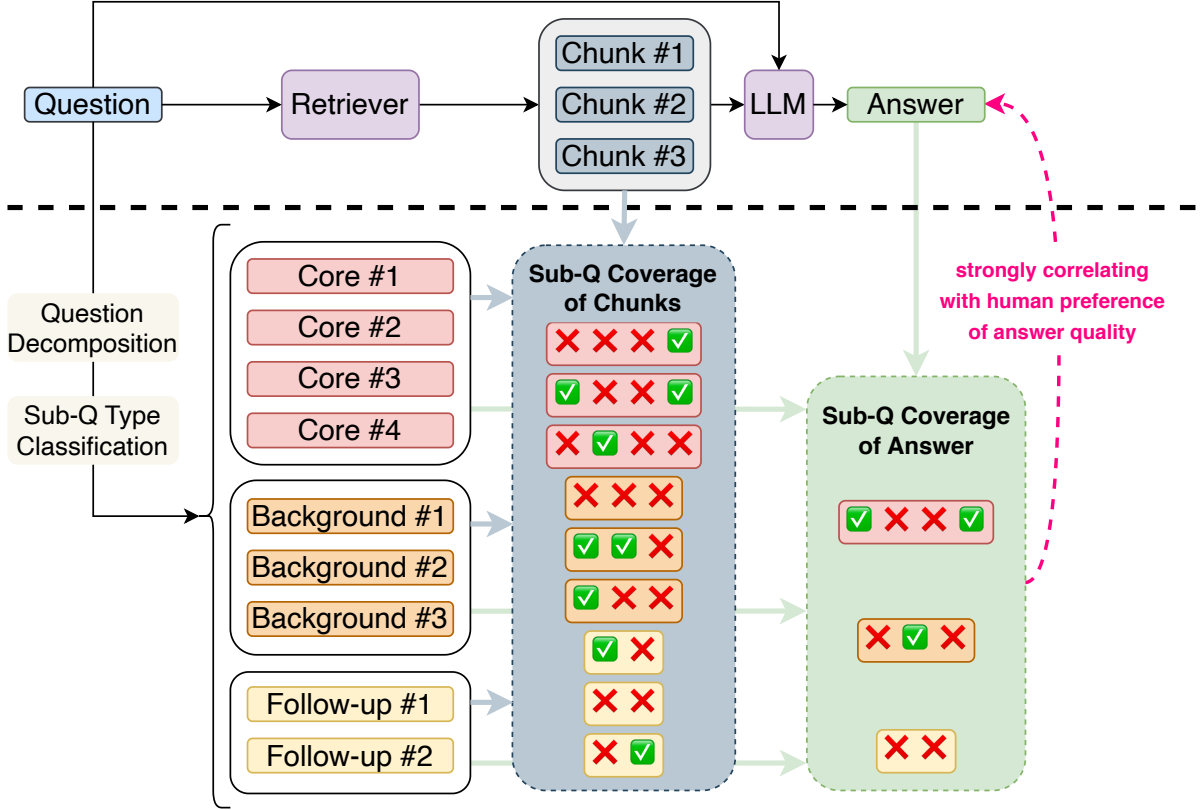 Question
Retriever
Chunk #1
Chunk #2
Chunk #3
LLM
Answer
Question
Decomposition
Sub-Q Type
Classification
Core #1
Core #2
Core #3
Core #4
Background #1
Background #2
Background #3
Follow-up #1
Follow-up #2
Sub-Q Coverage
of Chunks
Sub-Q Coverage
of Answer
strongly correlating
with human preference
of answer quality